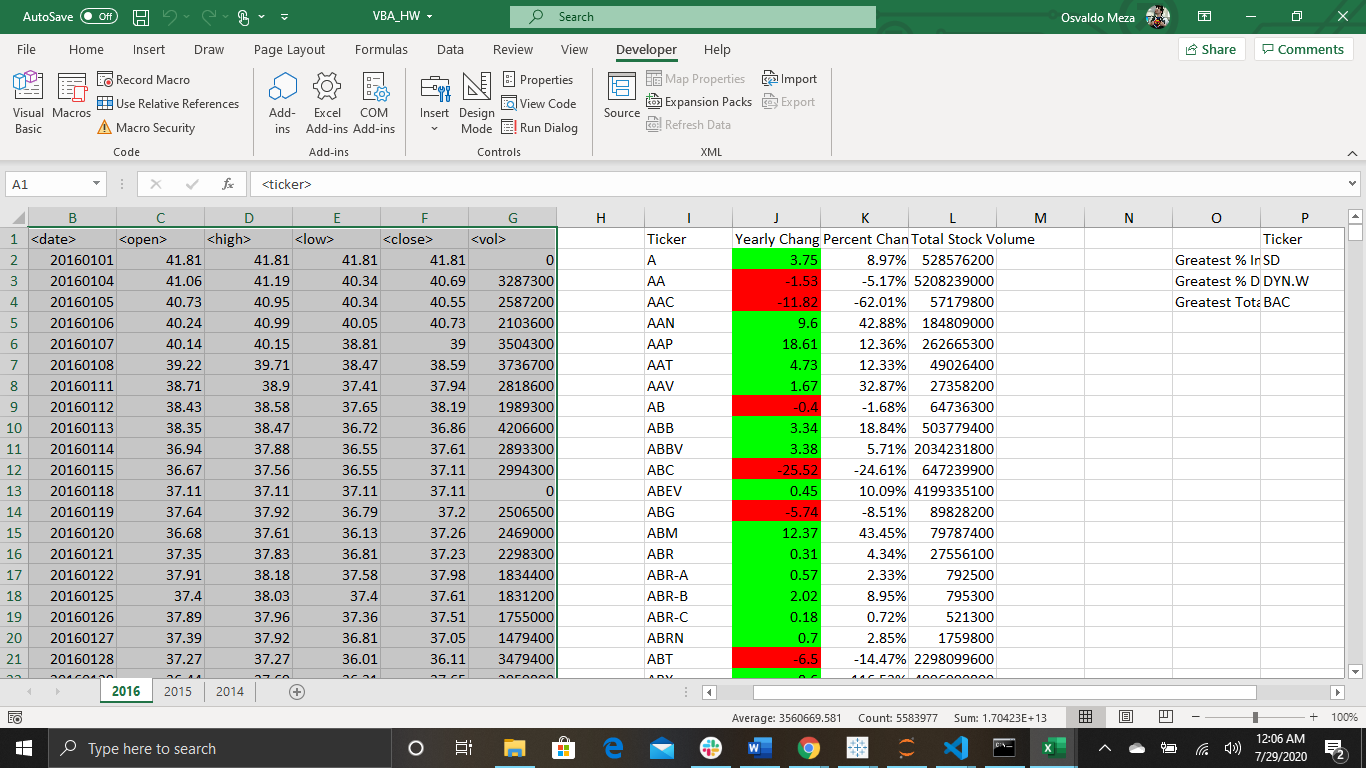 AutoSave Off VBA_HW Search Osvaldo Meza
File Home Insert Draw Page Layout Formulas Data Review View Developer Help Share Comments
Visual Basic
Macros
Record Macro
Use Relative References
Macro Security
Code
Add-ins
Excel Add-ins
COM Add-ins
Add-ins
Insert
Design Mode
Properties
View Code
Run Dialog
Controls
Source
Map Properties
Expansion Packs
Refresh Data
Import
Export
XML
A1 fx <ticker>
B C D E F G H I J K L M N O P
1 <date> <open> <high> <low> <close> <vol> Ticker Yearly Chang Percent Chan Total Stock Volume Ticker
2 20160101 41.81 41.81 41.81 41.81 0 A 3.75 8.97% 528576200 Greatest % In SD
3 20160104 41.06 41.19 40.34 40.69 3287300 AA -1.53 -5.17% 5208239000 Greatest % D DYN.W
4 20160105 40.73 40.95 40.34 40.55 2587200 AAC -11.82 -62.01% 57179800 Greatest Tota BAC
5 20160106 40.24 40.99 40.05 40.73 2103600 AAN 9.6 42.88% 184809000
6 20160107 40.14 40.15 38.81 39 3504300 AAP 18.61 12.36% 262665300
7 20160108 39.22 39.71 38.47 38.59 3736700 AAT 4.73 12.33% 49026400
8 20160111 38.71 38.9 37.41 37.94 2818600 AAV 1.67 32.87% 27358200
9 20160112 38.43 38.58 37.65 38.19 1989300 AB -0.4 -1.68% 64736300
10 20160113 38.35 38.47 36.72 36.86 4206600 ABB 3.34 18.84% 503779400
11 20160114 36.94 37.88 36.55 37.61 2893300 ABBV 3.38 5.71% 2034231800
12 20160115 36.67 37.56 36.55 37.11 2994300 ABC -25.52 -24.61% 647239900
13 20160118 37.11 37.11 37.11 37.11 0 ABEV 0.45 10.09% 4199335100
14 20160119 37.64 37.92 36.79 37.2 2506500 ABG -5.74 -8.51% 89828200
15 20160120 36.68 37.61 36.13 37.26 2469000 ABM 12.37 43.45% 79787400
16 20160121 37.35 37.83 36.81 37.23 2298300 ABR 0.31 4.34% 27556100
17 20160122 37.91 38.18 37.58 37.98 1834400 ABR-A 0.57 2.33% 792500
18 20160125 37.4 38.03 37.4 37.61 1831200 ABR-B 2.02 8.95% 795300
19 20160126 37.89 37.96 37.36 37.51 1755000 ABR-C 0.18 0.72% 521300
20 20160127 37.39 37.92 36.81 37.05 1479400 ABRN 0.7 2.85% 1759800
21 20160128 37.27 37.27 36.01 36.11 3479400 ABT -6.5 -14.47% 2298099600
2016 2015 2014
Average: 3560669.581 Count: 5583977 Sum: 1.70423E+13 100%
Type here to search
12:06 AM
7/29/2020
2